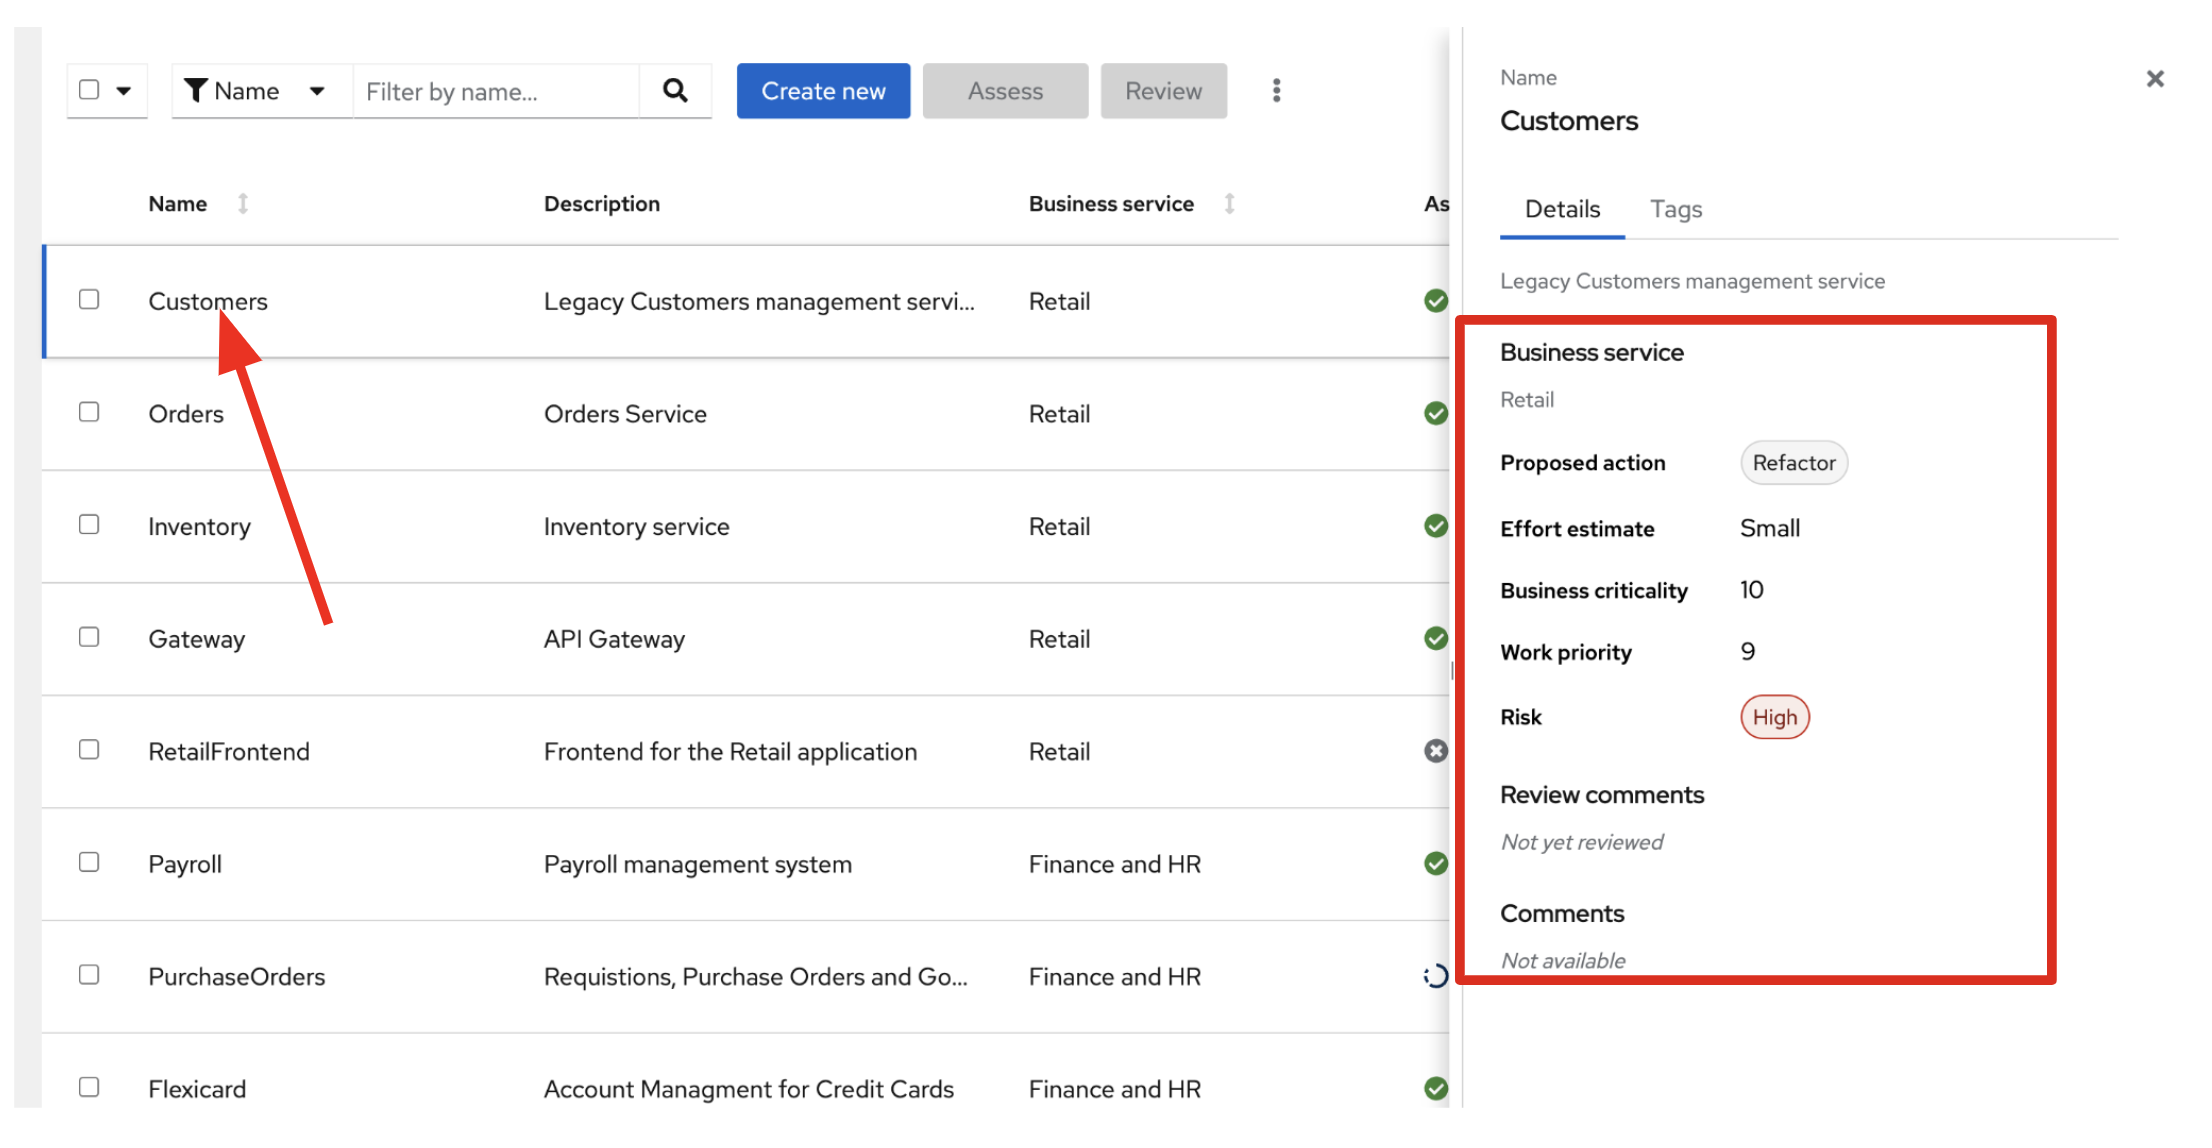 Name Filter by name... Create new Assess Review
Name Description Business service As
Customers Legacy Customers management servi... Retail
Orders Orders Service Retail
Inventory Inventory service Retail
Gateway API Gateway Retail
RetailFrontend Frontend for the Retail application Retail
Payroll Payroll management system Finance and HR
PurchaseOrders Requistions, Purchase Orders and Go... Finance and HR
Flexicard Account Managment for Credit Cards Finance and HR
Name
Customers
Details Tags
Legacy Customers management service
Business service
Retail
Proposed action Refactor
Effort estimate Small
Business criticality 10
Work priority 9
Risk High
Review comments
Not yet reviewed
Comments
Not available